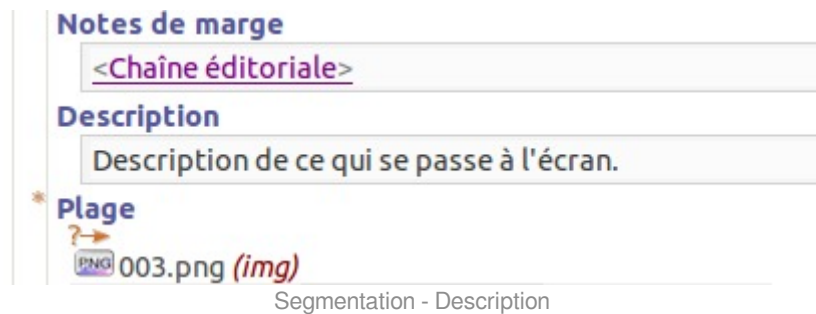 Notes de marge
<Chaîne éditoriale>
Description
Description de ce qui se passe à l'écran.
* Plage
?
PNG 003.png (img)
Segmentation - Description